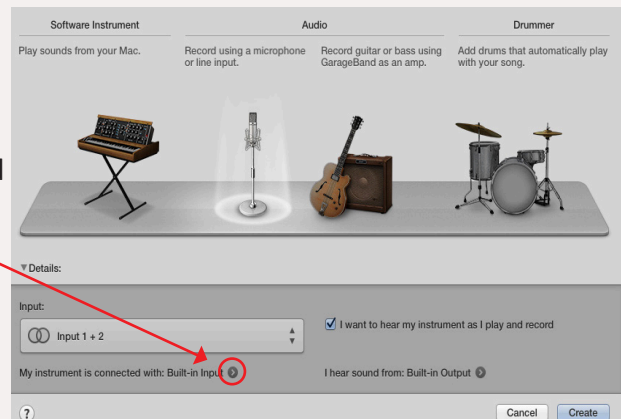 Software Instrument
Audio
Drummer
Play sounds from your Mac.
Record using a microphone
or line input.
Record guitar or bass using
GarageBand as an amp.
Add drums that automatically play
with your song.
Details:
Input:
Input 1 + 2
I want to hear my instrument as I play and record
My instrument is connected with: Built-in Input
I hear sound from: Built-in Output
?
Cancel
Create